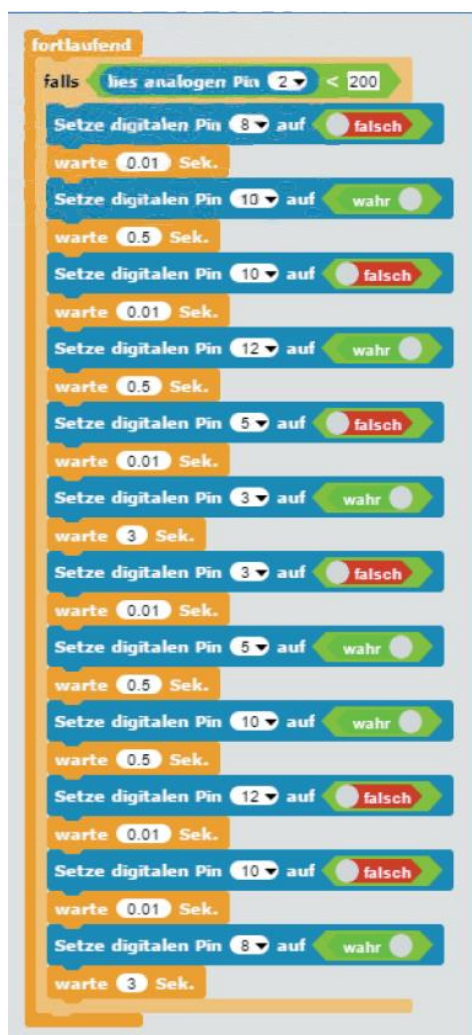 fortlaufend
falls lies analogen Pin 2 < 200
Setze digitalen Pin 8 auf falsch
warte 0.01 Sek.
Setze digitalen Pin 10 auf wahr
warte 0.5 Sek.
Setze digitalen Pin 10 auf falsch
warte 0.01 Sek.
Setze digitalen Pin 12 auf wahr
warte 0.5 Sek.
Setze digitalen Pin 5 auf falsch
warte 0.01 Sek.
Setze digitalen Pin 3 auf wahr
warte 3 Sek.
Setze digitalen Pin 3 auf falsch
warte 0.01 Sek.
Setze digitalen Pin 5 auf wahr
warte 0.5 Sek.
Setze digitalen Pin 10 auf wahr
warte 0.5 Sek.
Setze digitalen Pin 12 auf falsch
warte 0.01 Sek.
Setze digitalen Pin 10 auf falsch
warte 0.01 Sek.
Setze digitalen Pin 8 auf wahr
warte 3 Sek.